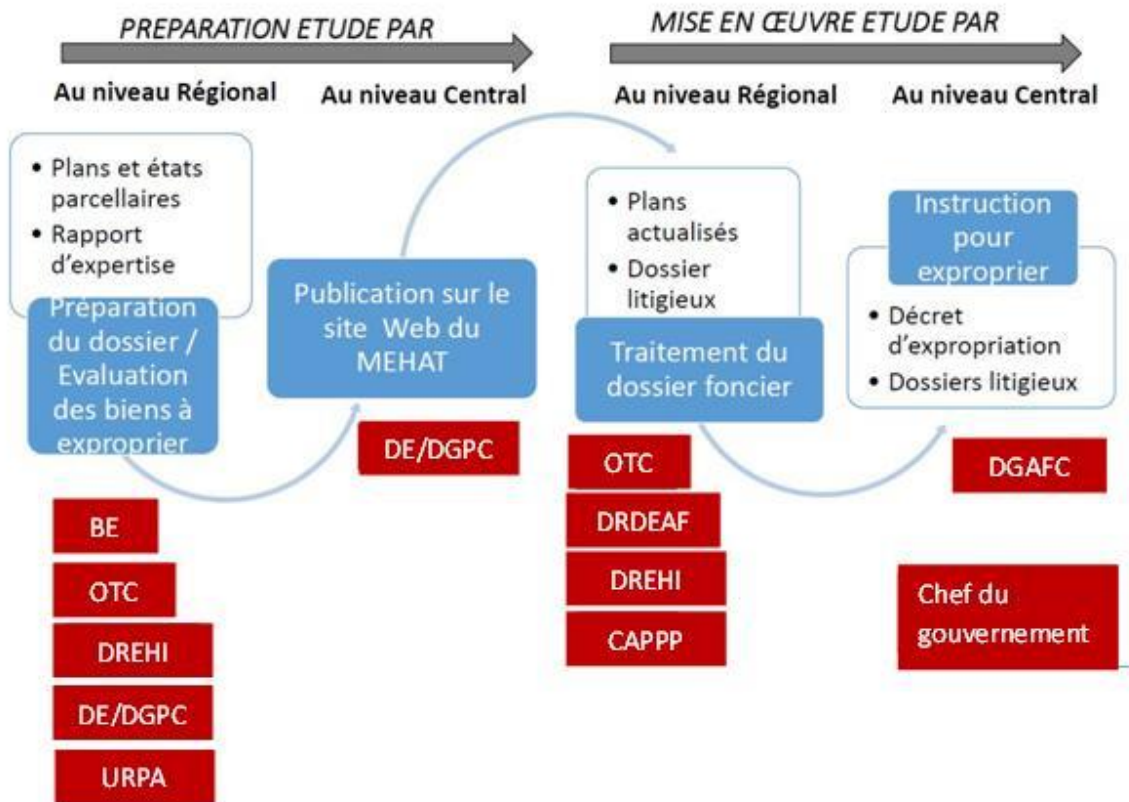 PREPARATION ETUDE PAR
MISE EN ŒUVRE ETUDE PAR
Au niveau Régional
Au niveau Central
Au niveau Régional
Au niveau Central
• Plans et états
parcellaires
• Rapport
d'expertise
Préparation
du dossier /
Evaluation
des biens à
exproprier
Publication sur le
site Web du
MEHAT
• Plans
actualisés
• Dossier
litigieux
Traitement du
dossier foncier
Instruction
pour
exproprier
• Décret
d'expropriation
• Dossiers litigieux
BE
OTC
DREHI
DE/DGPC
URPA
DE/DGPC
OTC
DRDEAF
DREHI
CAPPP
DGAFC
Chef du
gouvernement